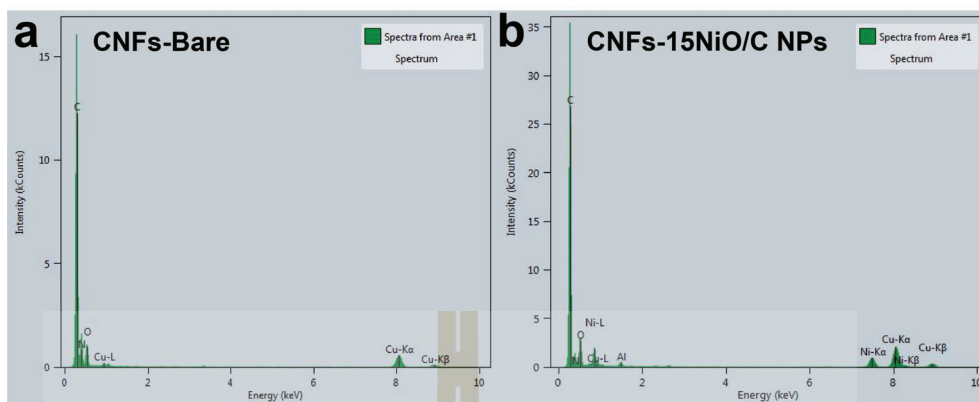 a CNFs-Bare
Spectra from Area #1
Spectrum
Intensity (kCounts)
15
10
5
0
C
N
O
Cu-L
Cu-Kα
Cu-Kβ
0 2 4 6 8 10
Energy (keV)
b CNFs-15NiO/C NPs
Spectra from Area #1
Spectrum
Intensity (kCounts)
35
30
25
20
15
10
5
0
C
N
O
Ni-L
Cu-L
Al
Ni-Kα
Cu-Kα
Ni-Kβ
Cu-Kβ
0 2 4 6 8 10
Energy (keV)